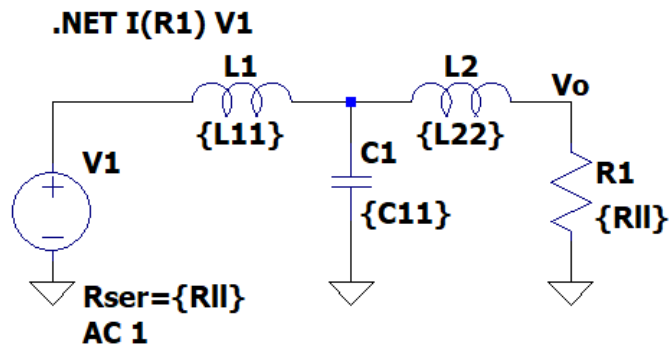 .NET I(R1) V1
L1
{L11}
L2
{L22}
Vo
V1
C1
{C11}
R1
{Rll}
Rser={Rll}
AC 1